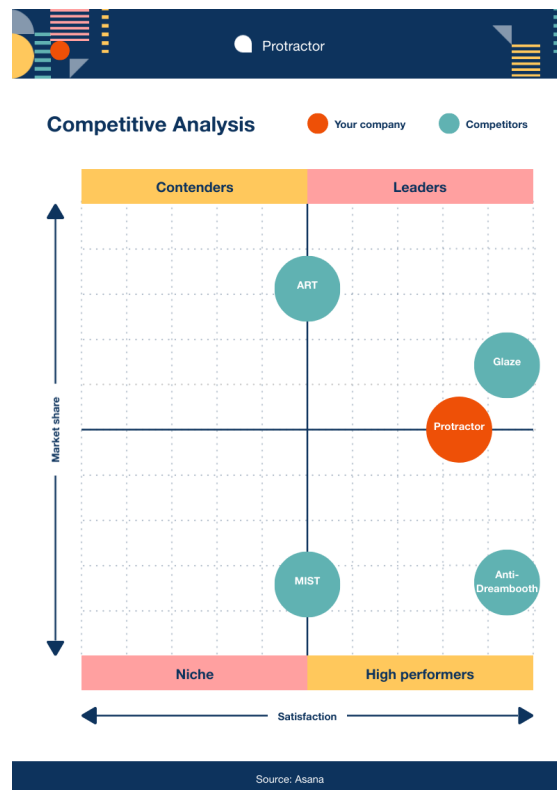 Protractor
Competitive Analysis
Your company
Competitors
Contenders
Leaders
ART
Glaze
Market share
Protractor
MIST
Anti-
Dreambooth
Niche
High performers
Satisfaction
Source: Asana